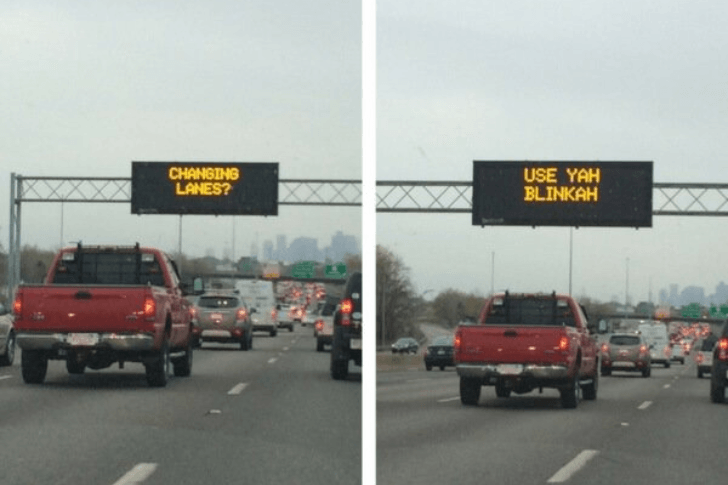 CHANGING
LANES?
USE YAH
BLINKAH